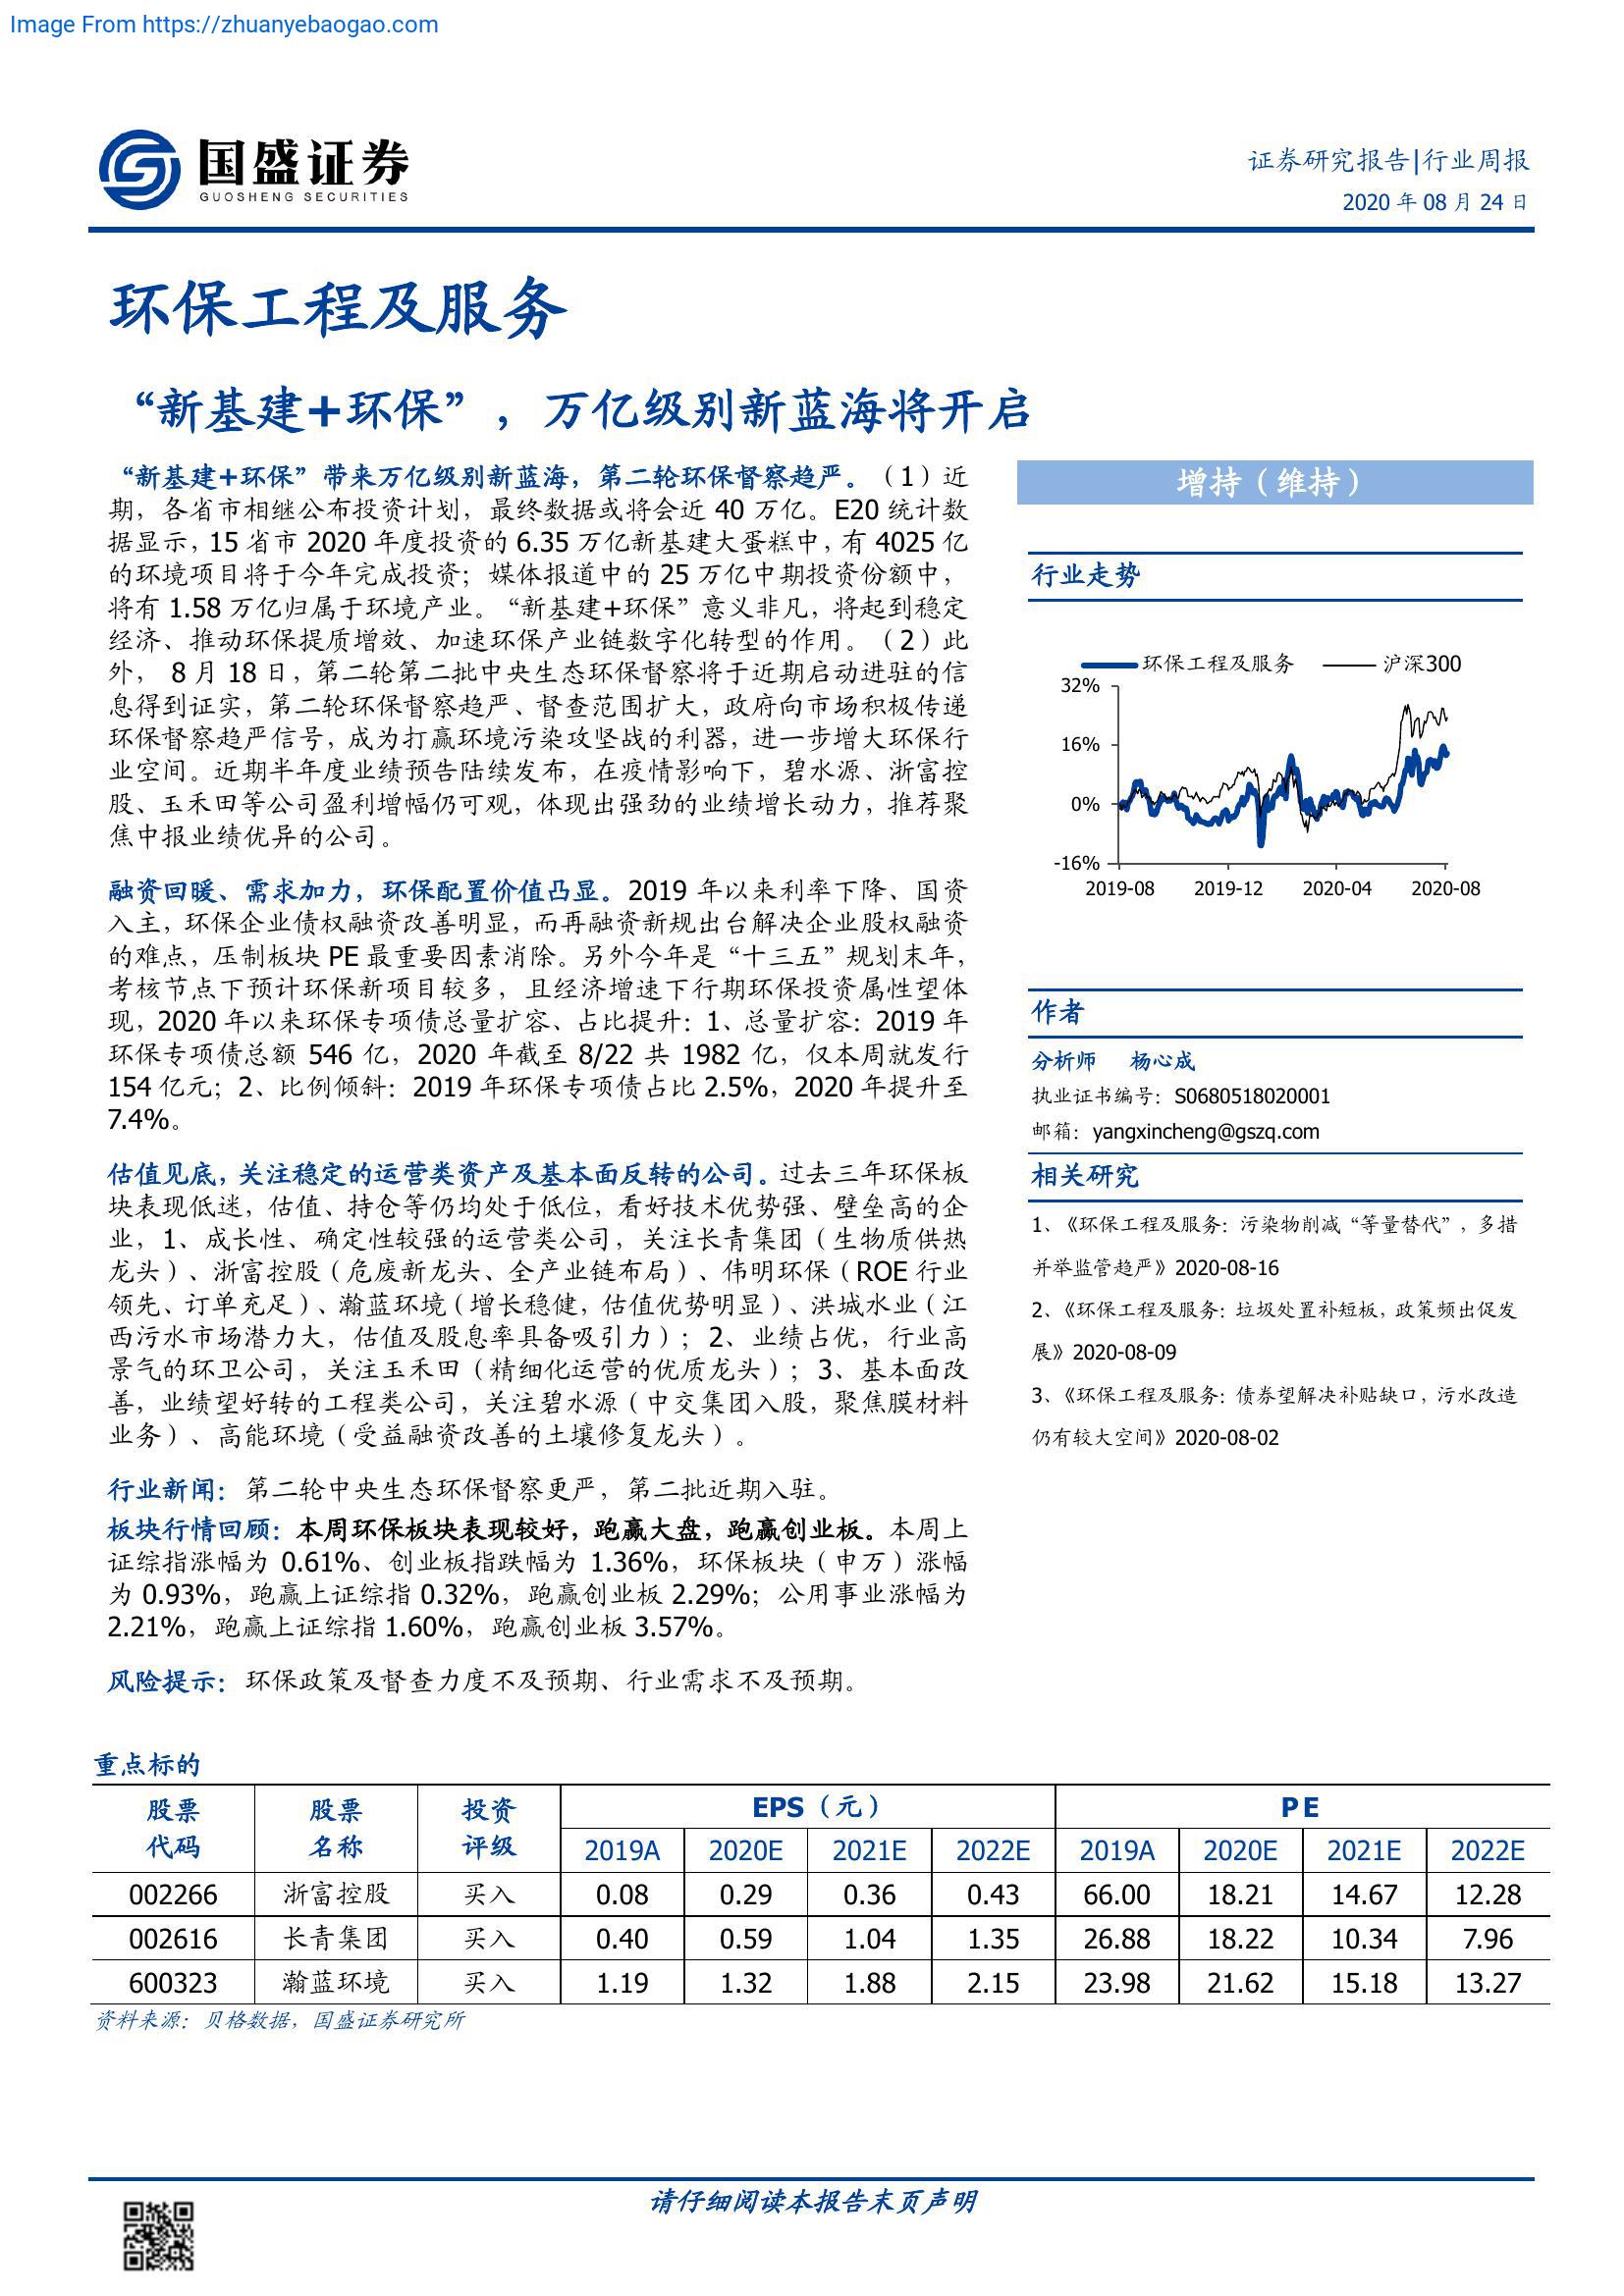 Image From https://zhuanyebaogao.com
国盛证券
GUOSHENG SECURITIES
证券研究报告|行业周报
2020 年 08 月 24 日
环保工程及服务
“新基建+环保”，万亿级别新蓝海将开启
“新基建+环保”带来万亿级别新蓝海，第二轮环保督察趋严。（1）近
期，各省市相继公布投资计划，最终数据或将会近 40 万亿。E20 统计数
据显示，15 省市 2020 年度投资的 6.35 万亿新基建大蛋糕中，有 4025 亿
的环境项目将于今年完成投资；媒体报道中的 25 万亿中期投资份额中，
将有 1.58 万亿归属于环境产业。“新基建+环保”意义非凡，将起到稳定
经济、推动环保提质增效、加速环保产业链数字化转型的作用。（2）此
外， 8 月 18 日，第二轮第二批中央生态环保督察将于近期启动进驻的信
息得到证实，第二轮环保督察趋严、督查范围扩大，政府向市场积极传递
环保督察趋严信号，成为打赢环境污染攻坚战的利器，进一步增大环保行
业空间。近期半年度业绩预告陆续发布，在疫情影响下，碧水源、浙富控
股、玉禾田等公司盈利增幅仍可观，体现出强劲的业绩增长动力，推荐聚
焦中报业绩优异的公司。
融资回暖、需求加力，环保配置价值凸显。2019 年以来利率下降、国资
入主，环保企业债权融资改善明显，而再融资新规出台解决企业股权融资
的难点，压制板块 PE 最重要因素消除。另外今年是“十三五”规划末年，
考核节点下预计环保新项目较多，且经济增速下行期环保投资属性望体
现，2020 年以来环保专项债总量扩容、占比提升：1、总量扩容：2019 年
环保专项债总额 546 亿，2020 年截至 8/22 共 1982 亿，仅本周就发行
154 亿元；2、比例倾斜：2019 年环保专项债占比 2.5%，2020 年提升至
7.4%。
估值见底，关注稳定的运营类资产及基本面反转的公司。过去三年环保板
块表现低迷，估值、持仓等仍均处于低位，看好技术优势强、壁垒高的企
业，1、成长性、确定性较强的运营类公司，关注长青集团（生物质供热
龙头）、浙富控股（危废新龙头、全产业链布局）、伟明环保（ROE 行业
领先、订单充足）、瀚蓝环境（增长稳健，估值优势明显）、洪城水业（江
西污水市场潜力大，估值及股息率具备吸引力）；2、业绩占优，行业高
景气的环卫公司，关注玉禾田（精细化运营的优质龙头）；3、基本面改
善，业绩望好转的工程类公司，关注碧水源（中交集团入股，聚焦膜材料
业务）、高能环境（受益融资改善的土壤修复龙头）。
行业新闻：第二轮中央生态环保督察更严，第二批近期入驻。
板块行情回顾：本周环保板块表现较好，跑赢大盘，跑赢创业板。本周上
证综指涨幅为 0.61%、创业板指跌幅为 1.36%，环保板块（申万）涨幅
为 0.93%，跑赢上证综指 0.32%，跑赢创业板 2.29%；公用事业涨幅为
2.21%，跑赢上证综指 1.60%，跑赢创业板 3.57%。
风险提示：环保政策及督查力度不及预期、行业需求不及预期。
增持（维持）
行业走势
环保工程及服务 沪深300
32%
16%
0%
-16%
2019-08 2019-12 2020-04 2020-08
作者
分析师 杨心成
执业证书编号：S0680518020001
邮箱：yangxincheng@gszq.com
相关研究
1、《环保工程及服务：污染物削减“等量替代”，多措
并举监管趋严》2020-08-16
2、《环保工程及服务：垃圾处置补短板，政策频出促发
展》2020-08-09
3、《环保工程及服务：债券望解决补贴缺口，污水改造
仍有较大空间》2020-08-02
重点标的
股票 股票 投资 EPS（元） PE
代码 名称 评级 2019A 2020E 2021E 2022E 2019A 2020E 2021E 2022E
002266 浙富控股 买入 0.08 0.29 0.36 0.43 66.00 18.21 14.67 12.28
002616 长青集团 买入 0.40 0.59 1.04 1.35 26.88 18.22 10.34 7.96
600323 瀚蓝环境 买入 1.19 1.32 1.88 2.15 23.98 21.62 15.18 13.27
资料来源：贝格数据，国盛证券研究所
请仔细阅读本报告末页声明